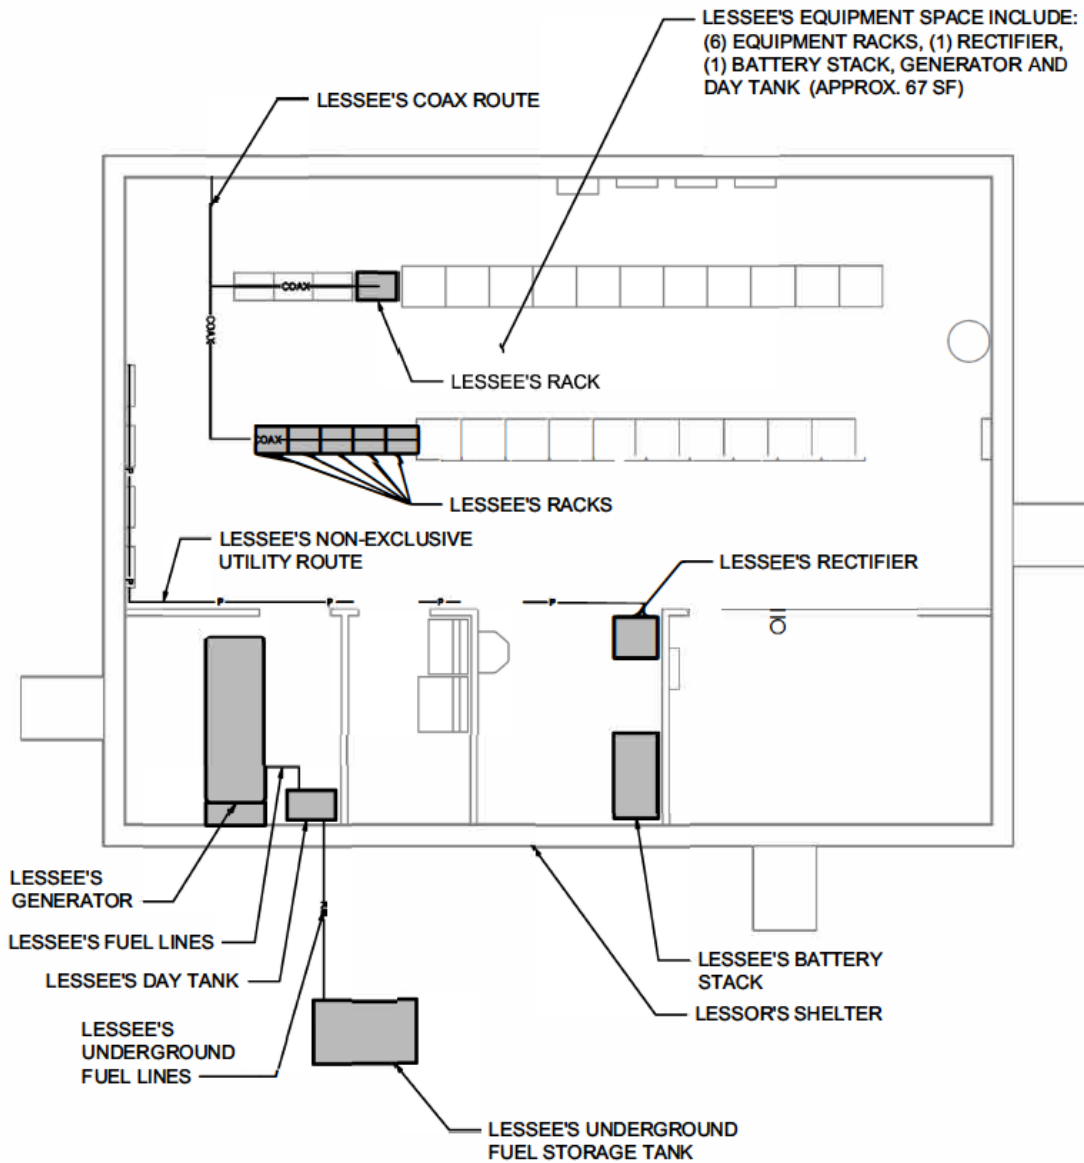 LESSEE'S EQUIPMENT SPACE INCLUDE:
(6) EQUIPMENT RACKS, (1) RECTIFIER,
(1) BATTERY STACK, GENERATOR AND
DAY TANK (APPROX. 67 SF)
LESSEE'S COAX ROUTE
COAX
COAX
LESSEE'S RACK
COAX
LESSEE'S RACKS
P
LESSEE'S NON-EXCLUSIVE
UTILITY ROUTE
LESSEE'S RECTIFIER
P
P
P
P
P
LESSEE'S
GENERATOR
LESSEE'S FUEL LINES
LESSEE'S DAY TANK
LESSEE'S
UNDERGROUND
FUEL LINES
LESSEE'S BATTERY
STACK
LESSOR'S SHELTER
LESSEE'S UNDERGROUND
FUEL STORAGE TANK